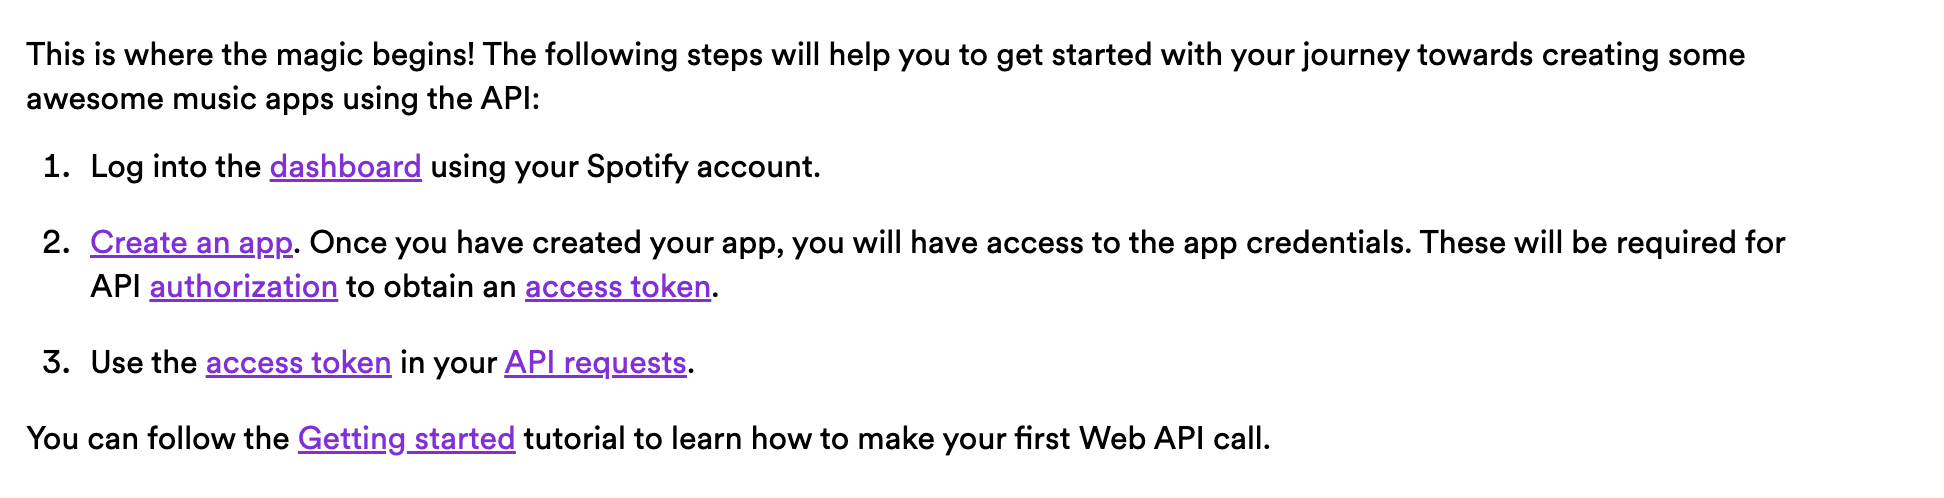 This is where the magic begins! The following steps will help you to get started with your journey towards creating some
awesome music apps using the API:
1. Log into the dashboard using your Spotify account.
2. Create an app. Once you have created your app, you will have access to the app credentials. These will be required for
API authorization to obtain an access token.
3. Use the access token in your API requests.
You can follow the Getting started tutorial to learn how to make your first Web API call.